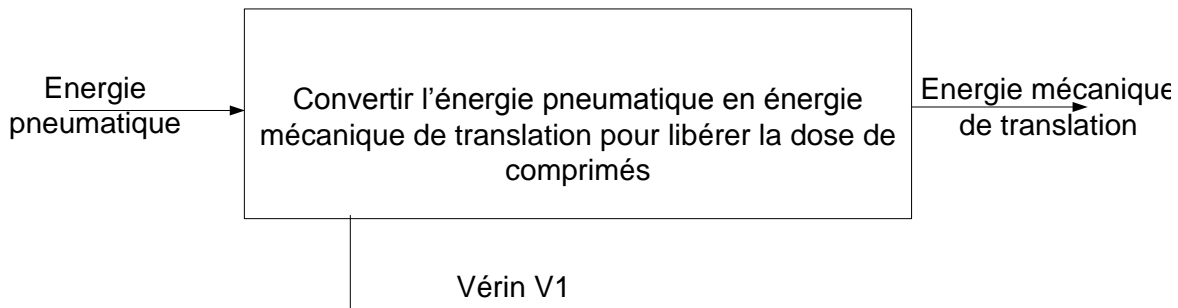 Energie
pneumatique
Convertir l’énergie pneumatique en énergie
mécanique de translation pour libérer la dose de
comprimés
Energie mécanique
de translation
Vérin V1